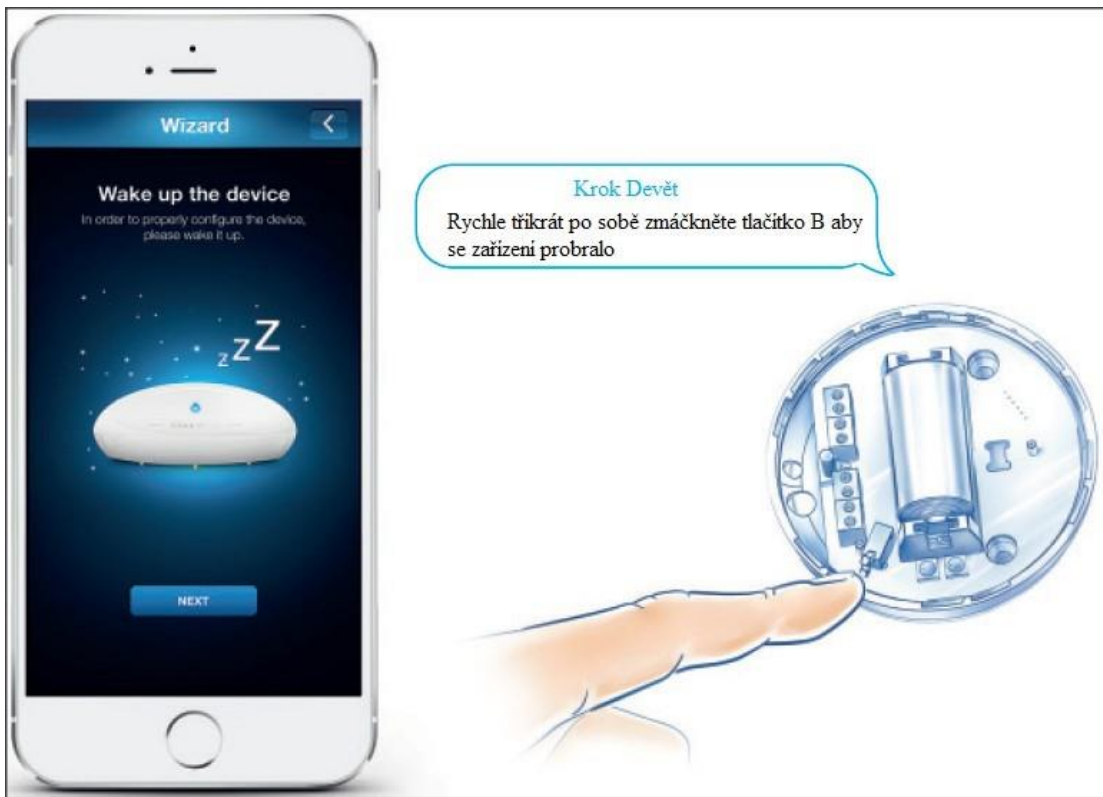 Wizard
Wake up the device
In order to properly configure the device,
please wake it up.
z Z Z
NEXT
Krok Devět
Rychle třikrát po sobě zmáčkněte tlačítko B aby
se zařízení probralo